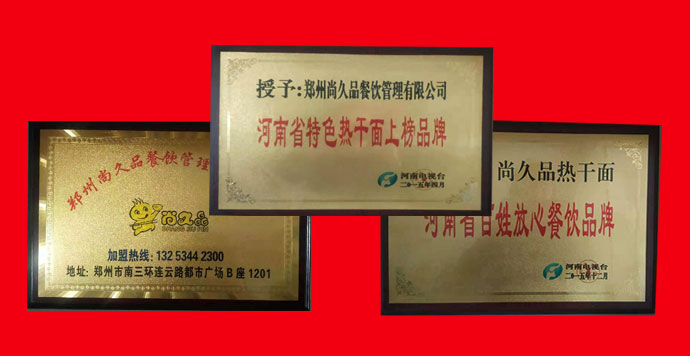 授予:郑州尚久品餐饮管理有限公司
河南省特色热干面上榜品牌
河南电视台
二〇一五年四月
郑州尚久品餐饮管理
尚久品
SHANG JIU PIN
加盟热线: 132 5344 2300
地址: 郑州市南三环连云路都市广场 B 座 1201
尚久品热干面
河南省百姓放心餐饮品牌
河南电视台
二〇一五年十二月